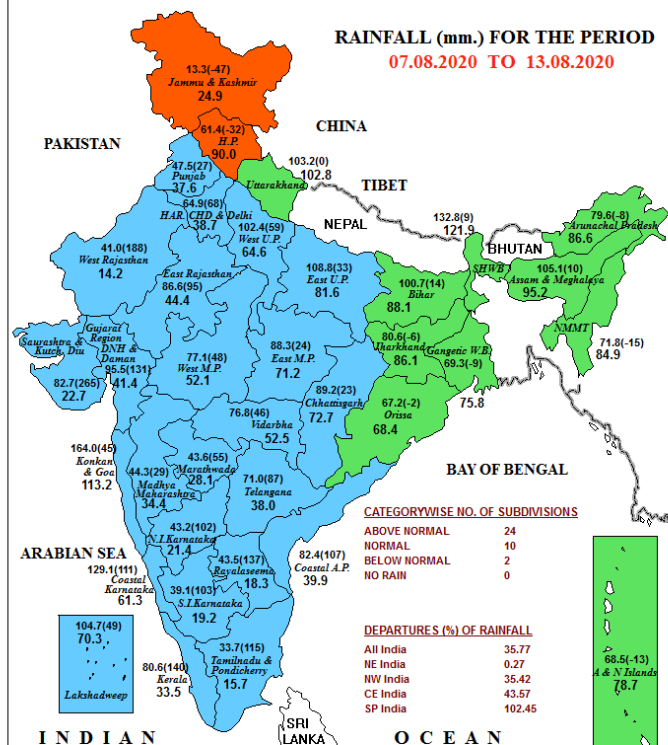 RAINFALL (mm.) FOR THE PERIOD
07.08.2020 TO 13.08.2020
13.3(-47)
Jammu & Kashmir
24.9
61.4(-32)
H.P.
90.0
CHINA
PAKISTAN
47.5(27)
Punjab
37.6
103.2(0)
102.8
Uttarakhand
TIBET
64.9(68)
HAR. CHD & Delhi
38.7
NEPAL
102.4(59)
West U.P.
64.6
132.8(9)
121.9
BHUTAN
79.6(-8)
Arunachal Pradesh
86.6
41.0(188)
West Rajasthan
14.2
East Rajasthan
86.6(95)
44.4
108.8(33)
East U.P.
81.6
100.7(14)
Bihar
88.1
SHWB
105.1(10)
Assam & Meghalaya
95.2
NMMT
71.8(-15)
84.9
Saurashtra &
Kutch, Diu
82.7(265)
22.7
Gujarat
Region
DNH &
Daman
95.5(131)
41.4
77.1(48)
West M.P.
52.1
88.3(24)
East M.P.
71.2
80.6(-6)
Jharkhand
86.1
Gangetic W.B.
69.3(-9)
75.8
89.2(23)
Chhattisgarh
72.7
67.2(-2)
Orissa
68.4
76.8(46)
Vidarbha
52.5
164.0(45)
Konkan
& Goa
113.2
44.3(29)
Madhya
Maharashtra
34.4
43.6(55)
Marathwada
28.1
71.0(87)
Telangana
38.0
BAY OF BENGAL
CATEGORYWISE NO. OF SUBDIVISIONS
ABOVE NORMAL 24
NORMAL 10
BELOW NORMAL 2
NO RAIN 0
ARABIAN SEA
43.2(102)
N.I.Karnataka
21.4
43.5(137)
Rayalaseema
18.3
82.4(107)
Coastal A.P.
39.9
129.1(111)
Coastal
Karnataka
61.3
39.1(103)
S.I.Karnataka
19.2
104.7(49)
70.3
Lakshadweep
33.7(115)
Tamilnadu &
Pondicherry
15.7
80.6(140)
Kerala
33.5
DEPARTURES (%) OF RAINFALL
All India 35.77
NE India 0.27
NW India 35.42
CE India 43.57
SP India 102.45
68.5(-13)
A & N Islands
78.7
SRI
LANKA
INDIAN OCEAN